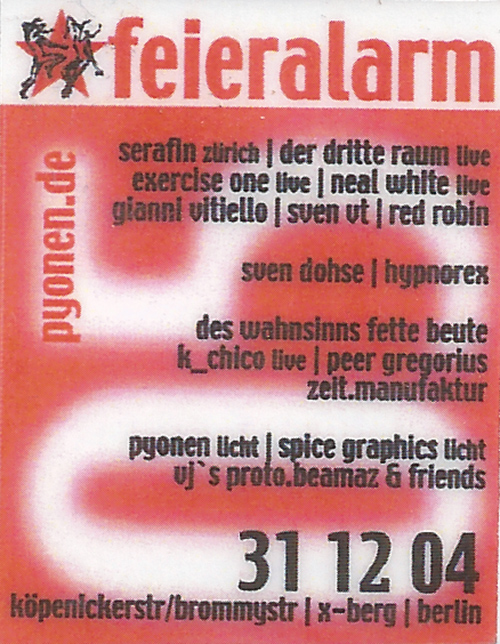 feieralarm
pyonen.de
serafin zürich | der dritte raum live
exercise one live | neal white live
gianni vitiello | sven vt | red robin
sven dohse | hypnorex
des wahnsinns fette beute
k_chico live | peer gregorius
zeit.manufaktur
pyonen licht | spice graphics licht
vj`s proto.beamaz & friends
31 12 04
köpenickerstr/brommystr | x-berg | berlin